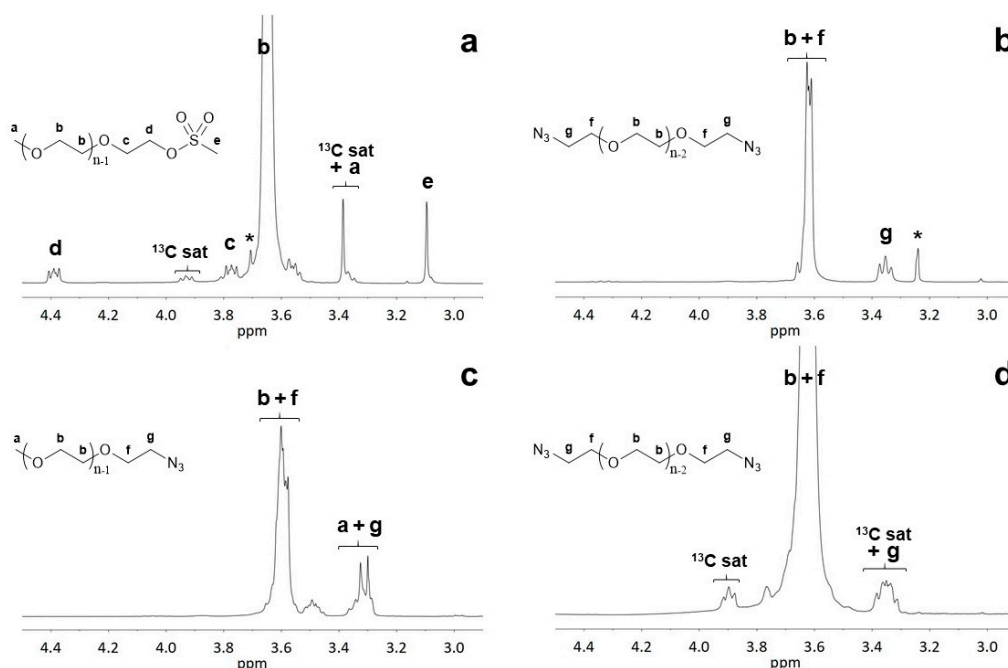 a
b
d
¹³C sat
c
*
b
¹³C sat
+ a
e
a
b
b
c
d
e
O
O
n-1
O
O
S
O
O
4.4 4.2 4.0 3.8 3.6 3.4 3.2 3.0
ppm
b
b + f
g
*
N₃
g
f
b
b
f
g
O
O
n-2
O
N₃
4.4 4.2 4.0 3.8 3.6 3.4 3.2 3.0
ppm
c
b + f
a + g
a
b
b
f
g
O
O
n-1
N₃
4.4 4.2 4.0 3.8 3.6 3.4 3.2 3.0
ppm
d
b + f
¹³C sat
¹³C sat
+ g
N₃
g
f
b
b
f
g
O
O
n-2
N₃
4.4 4.2 4.0 3.8 3.6 3.4 3.2 3.0
ppm